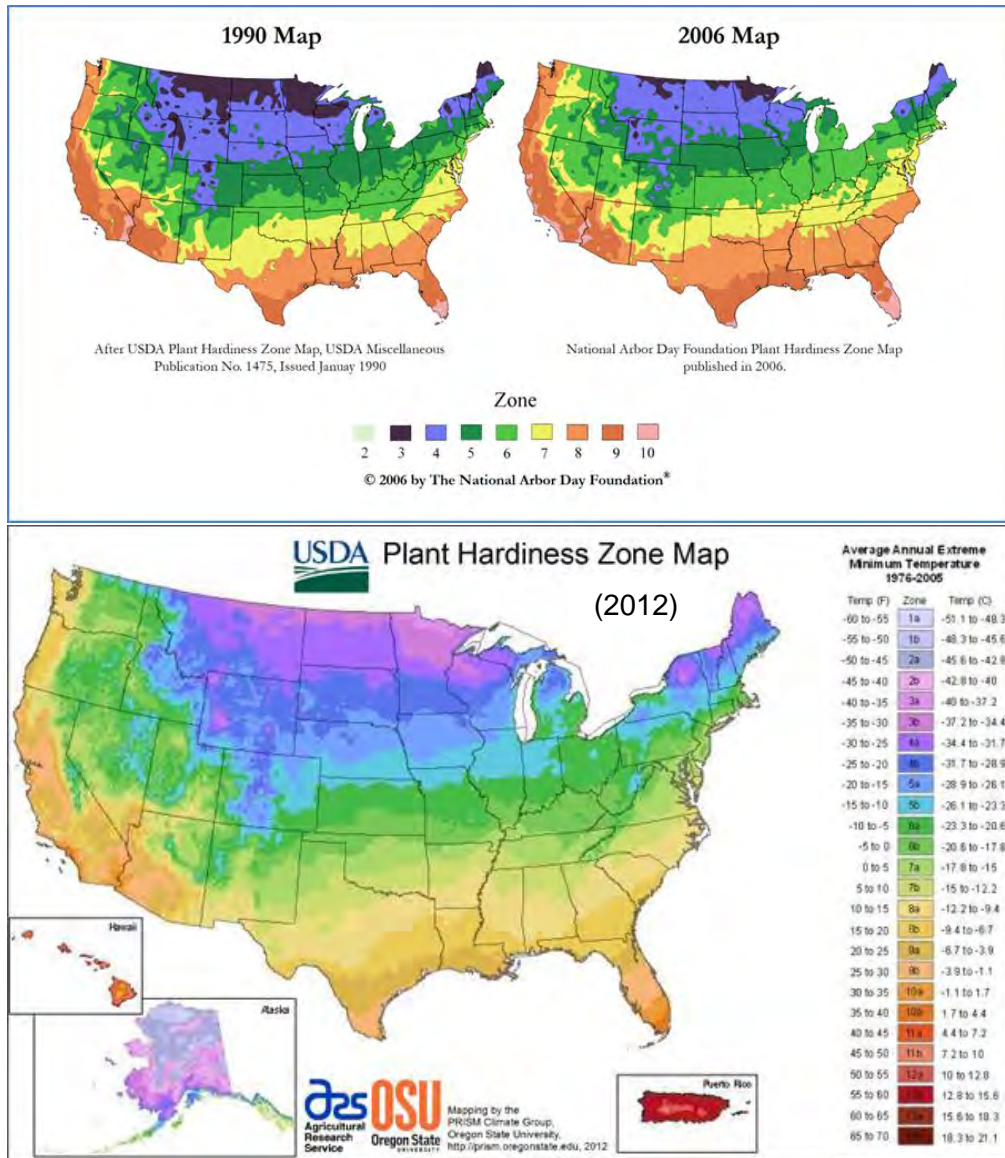 1990 Map
2006 Map
After USDA Plant Hardiness Zone Map, USDA Miscellaneous
Publication No. 1475, Issued Januay 1990
National Arbor Day Foundation Plant Hardiness Zone Map
published in 2006.
Zone
2 3 4 5 6 7 8 9 10
© 2006 by The National Arbor Day Foundation®
USDA Plant Hardiness Zone Map
(2012)
Average Annual Extreme
Minimum Temperature
1976-2005
Temp (F) Zone Temp (C)
-60 to -55 1a -51.1 to -48.3
-55 to -50 1b -48.3 to -45.6
-50 to -45 2a -45.6 to -42.8
-45 to -40 2b -42.8 to -40
-40 to -35 3a -40 to -37.2
-35 to -30 3b -37.2 to -34.4
-30 to -25 4a -34.4 to -31.7
-25 to -20 4b -31.7 to -28.9
-20 to -15 5a -28.9 to -26.1
-15 to -10 5b -26.1 to -23.3
-10 to -5 6a -23.3 to -20.6
-5 to 0 6b -20.6 to -17.8
0 to 5 7a -17.8 to -15
5 to 10 7b -15 to -12.2
10 to 15 8a -12.2 to -9.4
15 to 20 8b -9.4 to -6.7
20 to 25 9a -6.7 to -3.9
25 to 30 9b -3.9 to -1.1
30 to 35 10a -1.1 to 1.7
35 to 40 10b 1.7 to 4.4
40 to 45 11a 4.4 to 7.2
45 to 50 11b 7.2 to 10
50 to 55 12a 10 to 12.8
55 to 60 12.8 to 15.6
60 to 65 15.6 to 18.3
65 to 70 18.3 to 21.1
Hawaii
Alaska
Puerto Rico
ars
Agricultural
Research
Service
OSU
Oregon State
UNIVERSITY
Mapping by the
PRISM Climate Group,
Oregon State University,
http://prism.oregonstate.edu, 2012